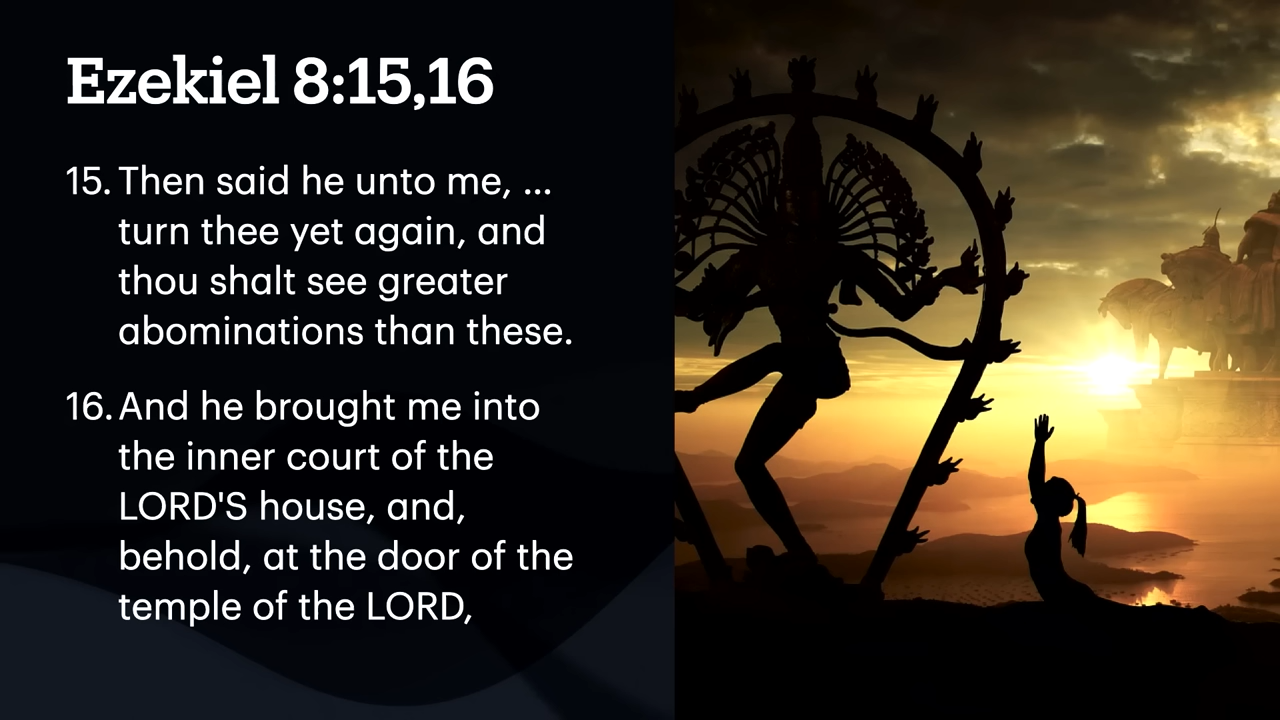 Ezekiel 8:15,16
15. Then said he unto me, ...
turn thee yet again, and
thou shalt see greater
abominations than these.
16. And he brought me into
the inner court of the
LORD'S house, and,
behold, at the door of the
temple of the LORD,